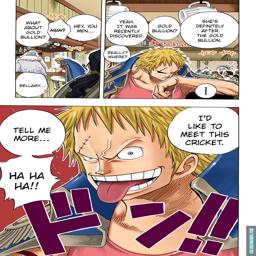 SHE'S
DEFINITELY
AFTER
THE GOLD
BULLION.
GOLD
BULLION?
YEAH,
IT WAS
RECENTLY
DISCOVERED.
REALLY?
WHERE?
HEY, YOU
MEN...
HUH?
WHAT
ABOUT
GOLD
BULLION?
BELLAMY...
I'D
LIKE TO
MEET THIS
CRICKET.
TELL ME
MORE...
HA HA
HA!!
ドン!!